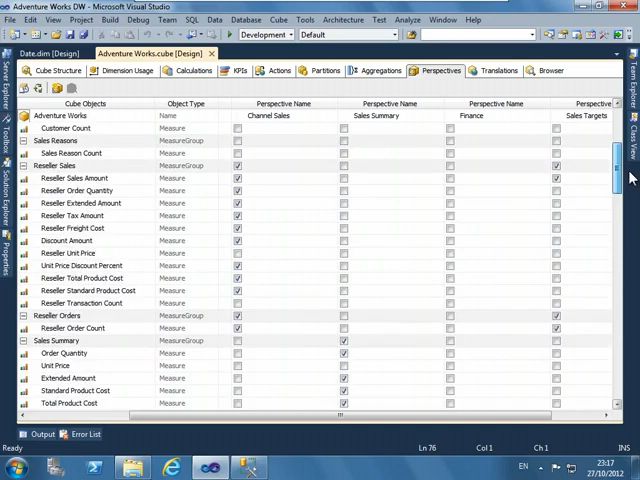 Adventure Works DW - Microsoft Visual Studio
File Edit View Project Build Debug Team SQL Data Database Cube Tools Architecture Test Analyze Window Help
Development Default
Date.dim [Design] Adventure Works.cube [Design]
Cube Structure Dimension Usage Calculations KPIs Actions Partitions Aggregations Perspectives Translations Browser
Cube Objects Object Type Perspective Name Perspective Name Perspective Name Perspective
Adventure Works Name Channel Sales Sales Summary Finance Sales Targets
Customer Count Measure
Sales Reasons MeasureGroup
Sales Reason Count Measure
Reseller Sales MeasureGroup
Reseller Sales Amount Measure
Reseller Order Quantity Measure
Reseller Extended Amount Measure
Reseller Tax Amount Measure
Reseller Freight Cost Measure
Discount Amount Measure
Reseller Unit Price Measure
Unit Price Discount Percent Measure
Reseller Total Product Cost Measure
Reseller Standard Product Cost Measure
Reseller Transaction Count Measure
Reseller Orders MeasureGroup
Reseller Order Count Measure
Sales Summary MeasureGroup
Order Quantity Measure
Unit Price Measure
Extended Amount Measure
Standard Product Cost Measure
Total Product Cost Measure
Server Explorer
Toolbox
Solution Explorer
Properties
Team Explorer
Class View
Output Error List
Ready Ln 76 Col 1 Ch 1 INS
EN 23:17
27/10/2012